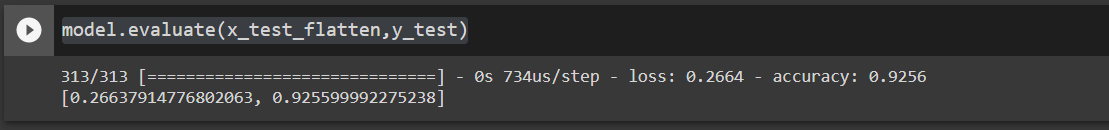 model.evaluate(x_test_flatten,y_test)
313/313 [==============================] - 0s 734us/step - loss: 0.2664 - accuracy: 0.9256
[0.26637914776802063, 0.925599992275238]